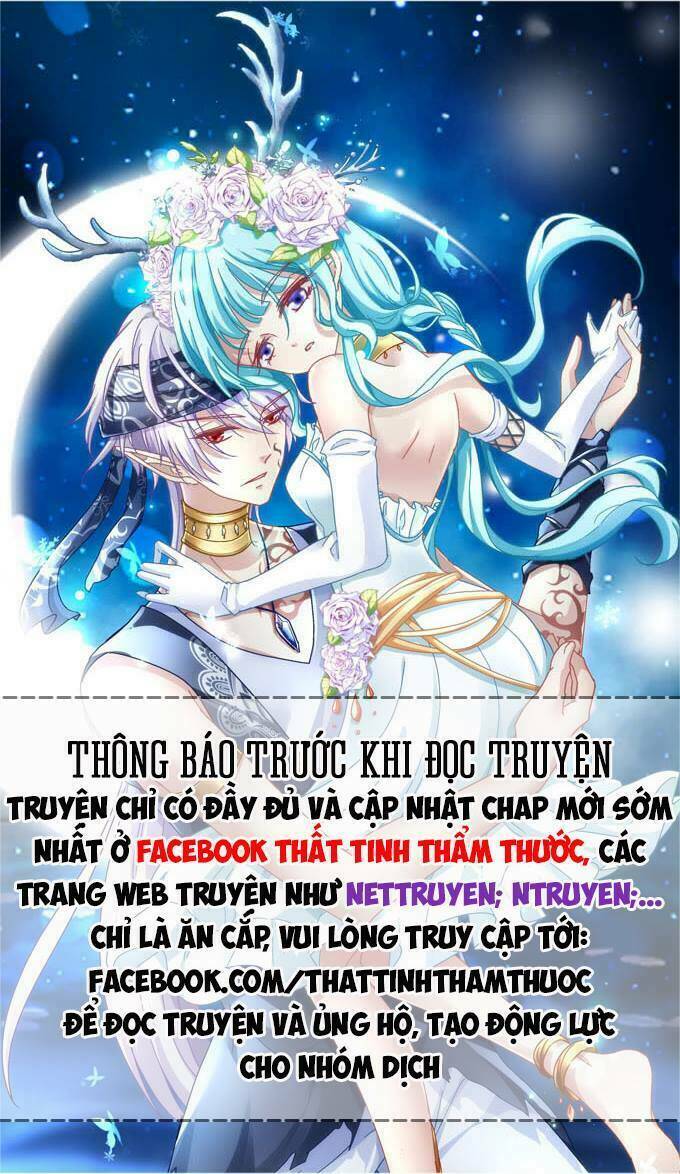 THÔNG BÁO TRƯỚC KHI ĐỌC TRUYỆN
TRUYỆN CHỈ CÓ ĐẦY ĐỦ VÀ CẬP NHẬT CHAP MỚI SỚM
NHẤT Ở FACEBOOK THẤT TINH THẨM THƯỚC, CÁC
TRANG WEB TRUYỆN NHƯ NETTRUYEN; NTRUYEN;...
CHỈ LÀ ĂN CẮP, VUI LÒNG TRUY CẬP TỚI:
FACEBOOK.COM/THATTINHTHAMTHUOC
ĐỂ ĐỌC TRUYỆN VÀ ỦNG HỘ, TẠO ĐỘNG LỰC
CHO NHÓM DỊCH